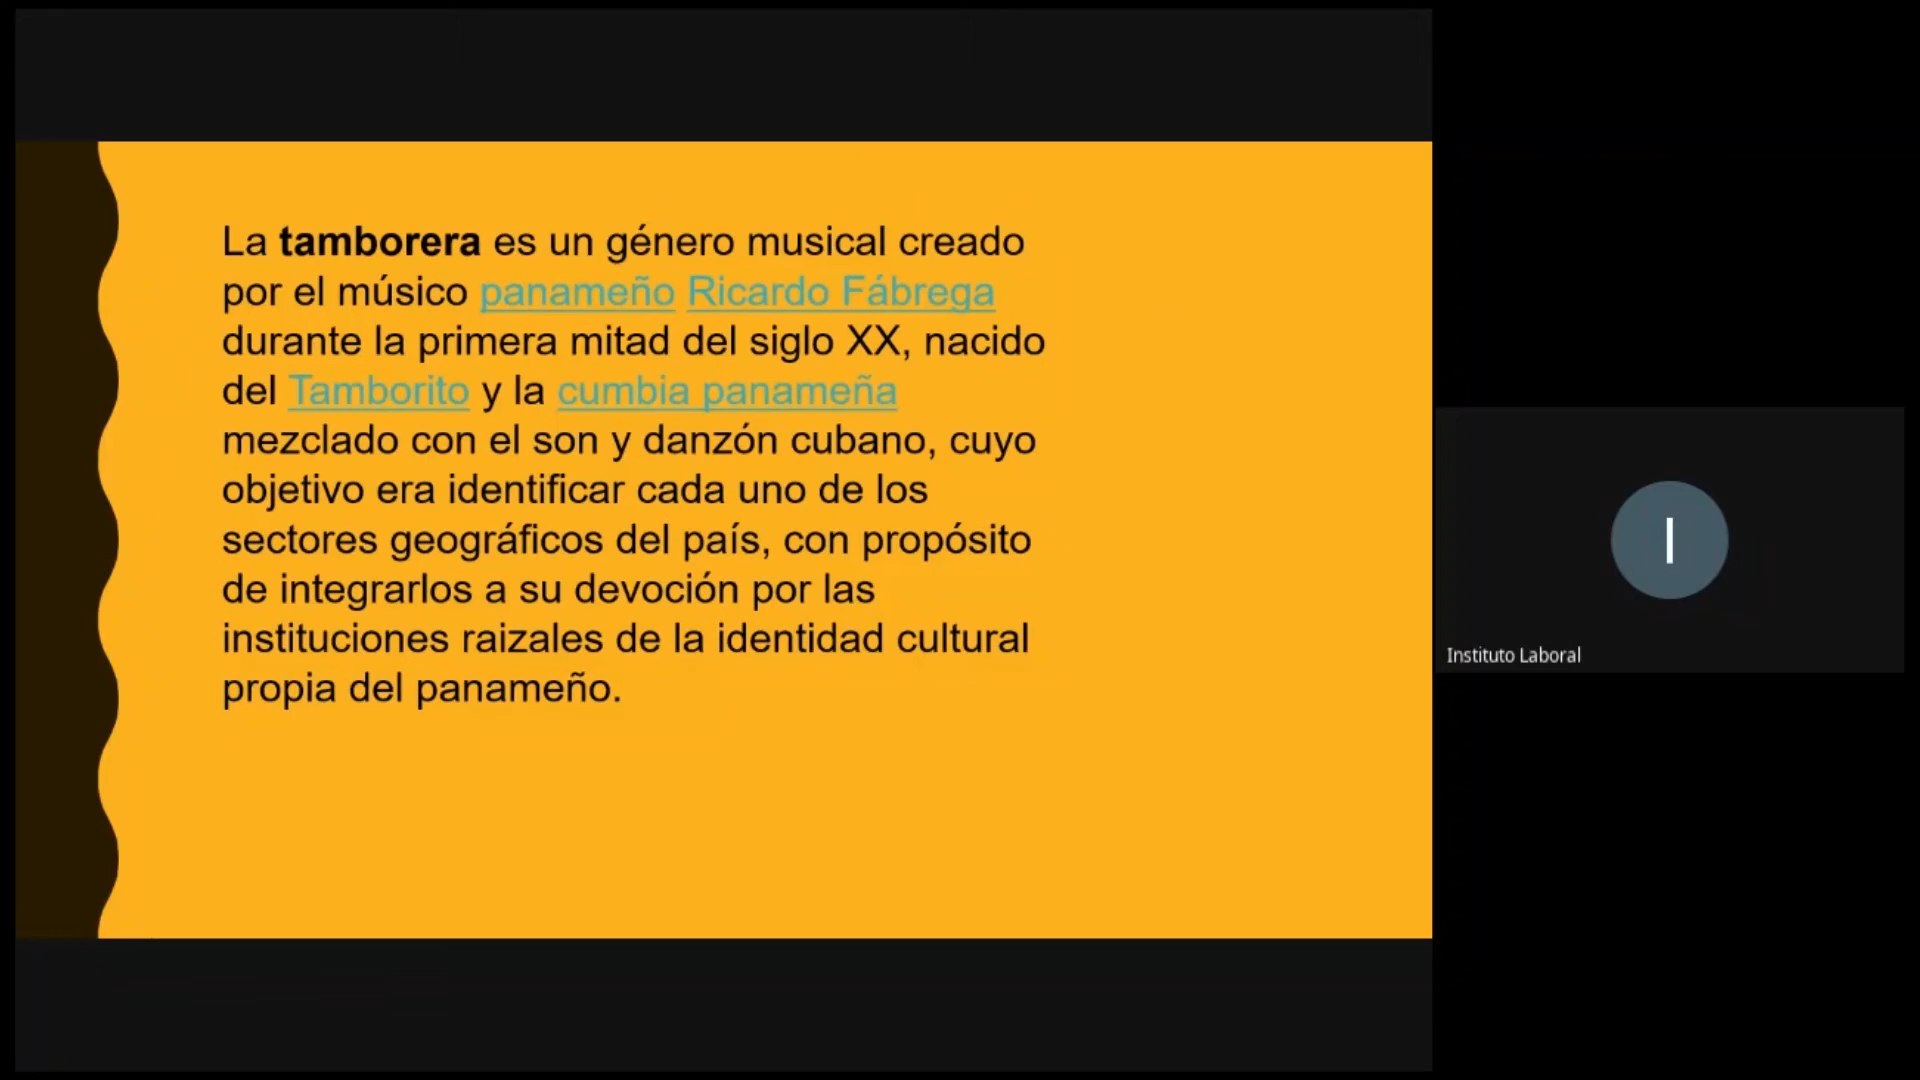 La tamborera es un género musical creado
por el músico panameño Ricardo Fábrega
durante la primera mitad del siglo XX, nacido
del Tamborito y la cumbia panameña
mezclado con el son y danzón cubano, cuyo
objetivo era identificar cada uno de los
sectores geográficos del país, con propósito
de integrarlos a su devoción por las
instituciones raizales de la identidad cultural
propia del panameño.
I
Instituto Laboral